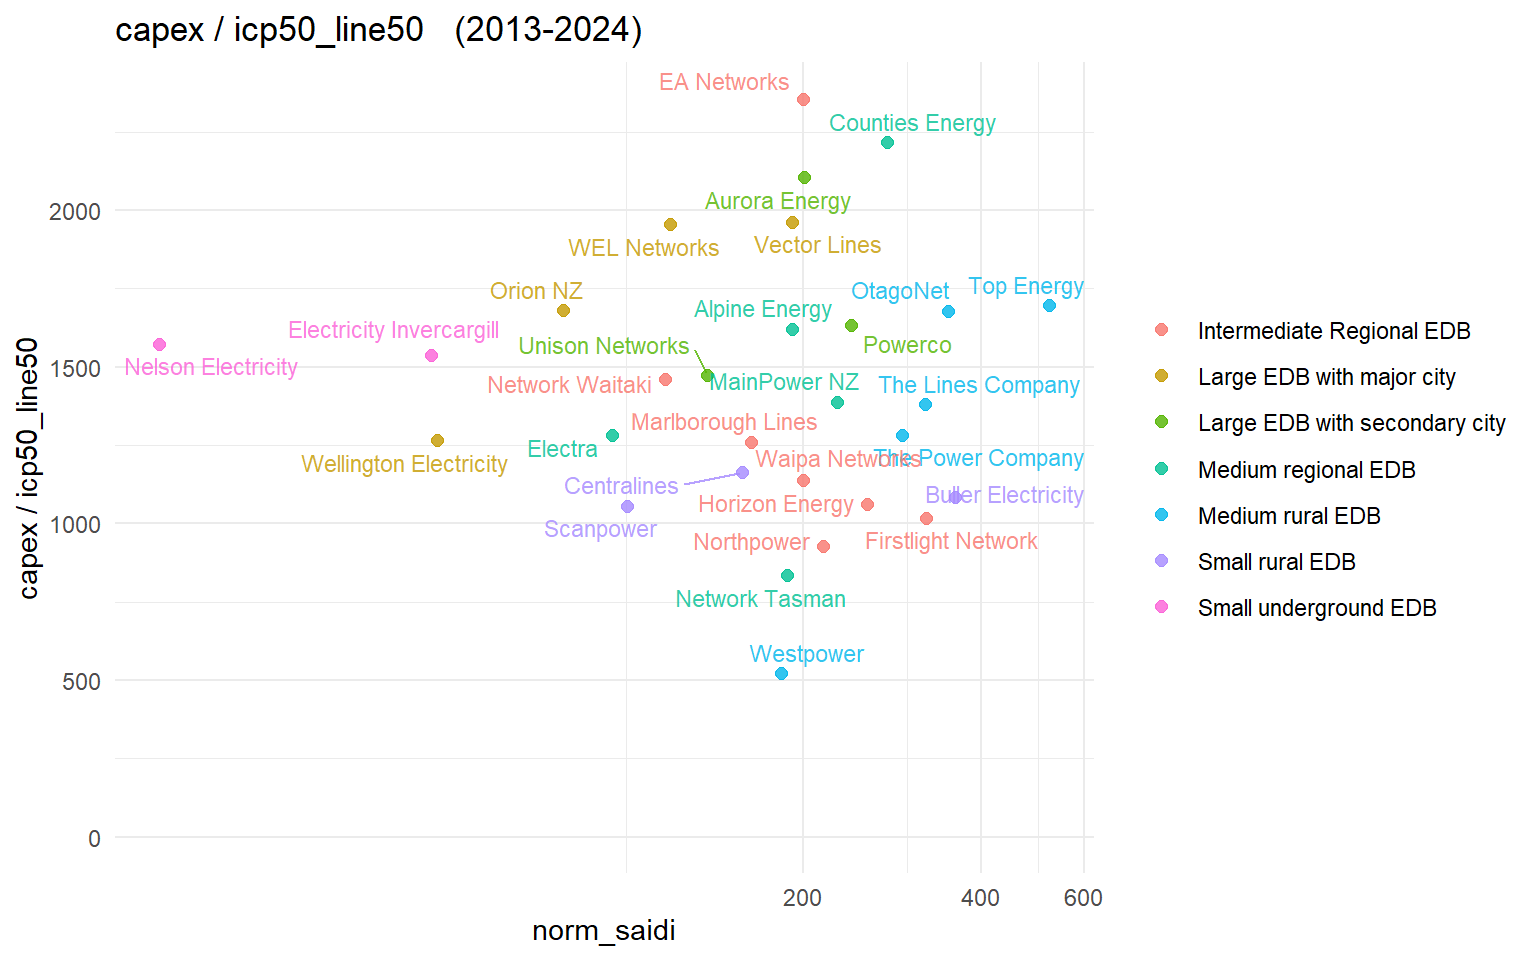 capex / icp50_line50   (2013-2024)
EA Networks
Counties Energy
Aurora Energy
2000
WEL Networks
Vector Lines
Orion NZ
OtagoNet
Top Energy
Alpine Energy
Electricity Invercargill
Unison Networks
Powerco
Nelson Electricity
1500
Network Waitaki
MainPower NZ
The Lines Company
Marlborough Lines
Electra
Wellington Electricity
Waipa Networks
The Power Company
Centralines
Buller Electricity
Horizon Energy
1000
Scanpower
Northpower
Firstlight Network
Network Tasman
Westpower
500
0
200
400
600
norm_saidi
capex / icp50_line50
Intermediate Regional EDB
Large EDB with major city
Large EDB with secondary city
Medium regional EDB
Medium rural EDB
Small rural EDB
Small underground EDB